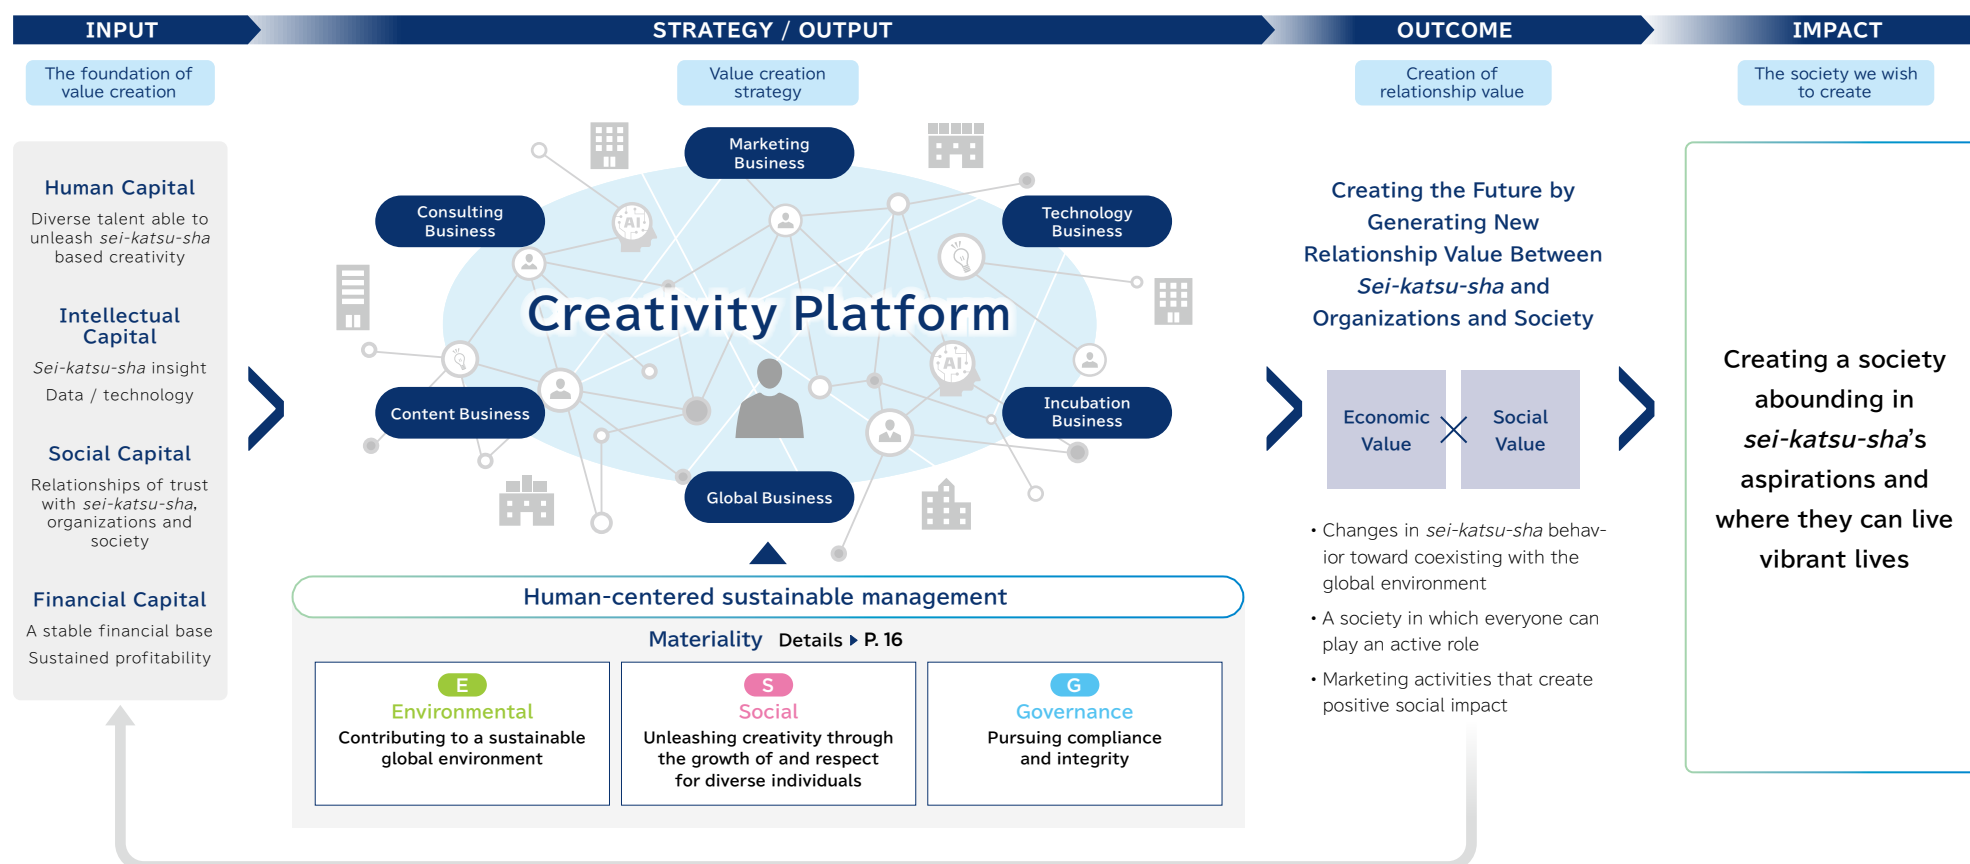 INPUT
STRATEGY / OUTPUT
OUTCOME
IMPACT
The foundation of
value creation
Value creation
strategy
Creation of
relationship value
The society we wish
to create
Human Capital
Diverse talent able to
unleash sei-katsu-sha
based creativity
Intellectual
Capital
Sei-katsu-sha insight
Data / technology
Social Capital
Relationships of trust
with sei-katsu-sha,
organizations and
society
Financial Capital
A stable financial base
Sustained profitability
Marketing
Business
Consulting
Business
Technology
Business
AI
Creativity Platform
AI
Content Business
Incubation
Business
Global Business
Human-centered sustainable management
Materiality Details ▶ P. 16
E
Environmental
Contributing to a sustainable
global environment
S
Social
Unleashing creativity through
the growth of and respect
for diverse individuals
G
Governance
Pursuing compliance
and integrity
Creating the Future by
Generating New
Relationship Value Between
Sei-katsu-sha and
Organizations and Society
Economic
Value
×
Social
Value
• Changes in sei-katsu-sha behav-
ior toward coexisting with the
global environment
• A society in which everyone can
play an active role
• Marketing activities that create
positive social impact
Creating a society
abounding in
sei-katsu-sha's
aspirations and
where they can live
vibrant lives